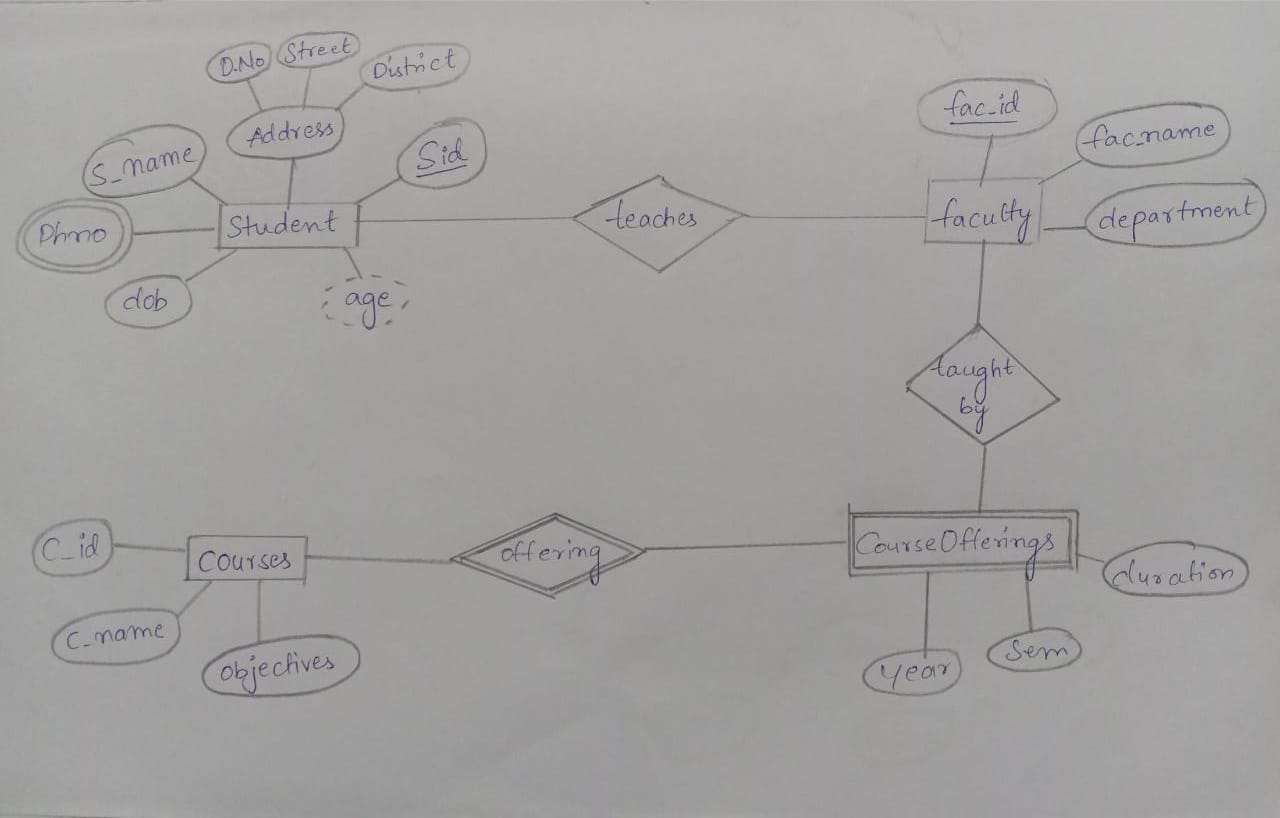 D.No
Street
District
Address
S_name
Sid
fac_id
fac_name
Phno
Student
teaches
faculty
department
dob
age
taught
by
C_id
Courses
offering
CourseOfferings
duration
C_name
Objectives
year
Sem